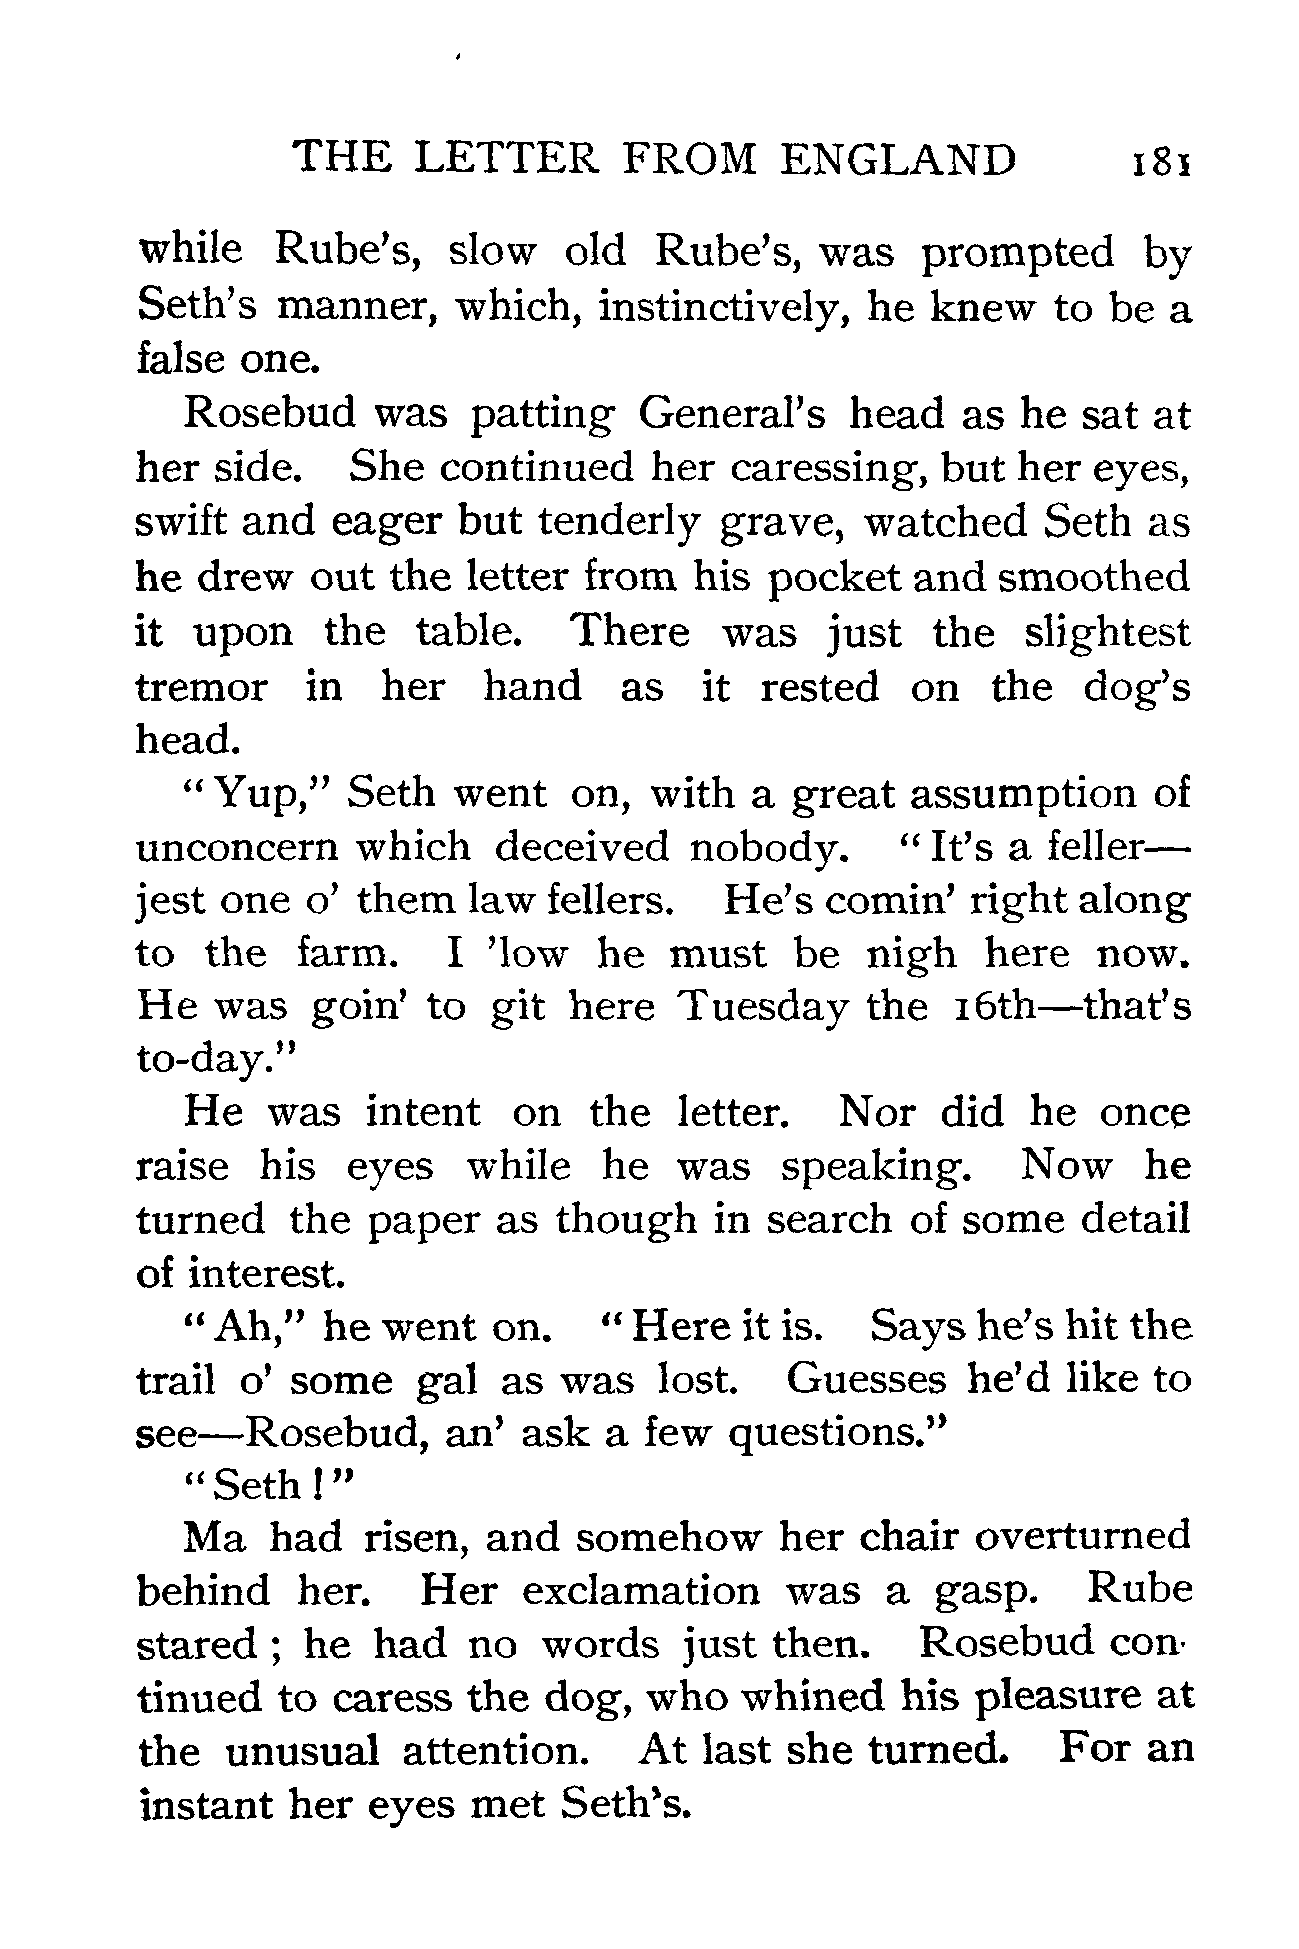 THE LETTER FROM ENGLAND 181
while Rube's, slow old Rube's, was prompted by
Seth's manner, which, instinctively, he knew to be a
false one.
Rosebud was patting General's head as he sat at
her side. She continued her caressing, but her eyes,
swift and eager but tenderly grave, watched Seth as
he drew out the letter from his pocket and smoothed
it upon the table. There was just the slightest
tremor in her hand as it rested on the dog's
head.
"Yup," Seth went on, with a great assumption of
unconcern which deceived nobody. "It's a feller—
jest one o' them law fellers. He's comin' right along
to the farm. I 'low he must be nigh here now.
He was goin' to git here Tuesday the 16th—that's
to-day."
He was intent on the letter. Nor did he once
raise his eyes while he was speaking. Now he
turned the paper as though in search of some detail
of interest.
"Ah," he went on. "Here it is. Says he's hit the
trail o' some gal as was lost. Guesses he'd like to
see—Rosebud, an' ask a few questions."
"Seth!"
Ma had risen, and somehow her chair overturned
behind her. Her exclamation was a gasp. Rube
stared; he had no words just then. Rosebud con-
tinued to caress the dog, who whined his pleasure at
the unusual attention. At last she turned. For an
instant her eyes met Seth's.